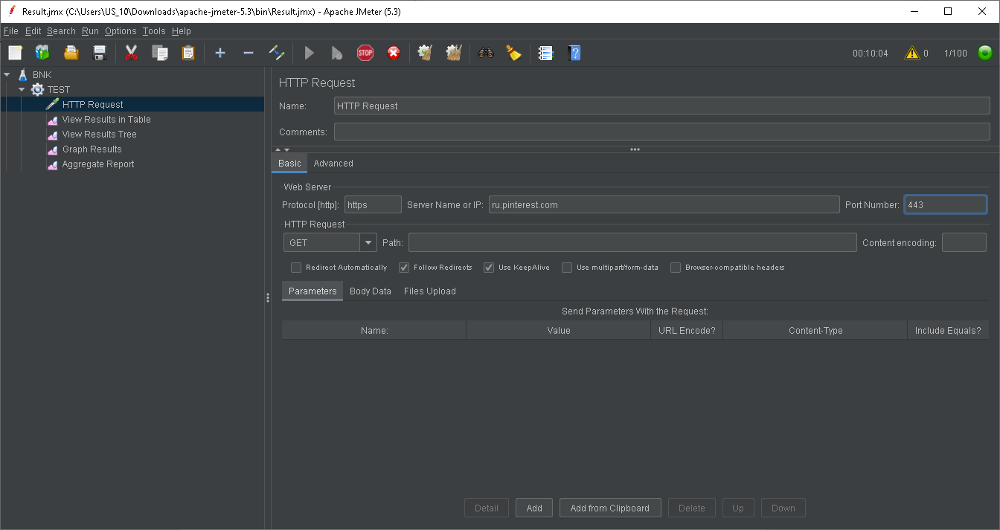 Result.jmx (C:\Users\US_10\Downloads\apache-jmeter-5.3\bin\Result.jmx) - Apache JMeter (5.3)
File Edit Search Run Options Tools Help
STOP 00:10:04 0 1/100
BNK
TEST
HTTP Request
View Results in Table
View Results Tree
Graph Results
Aggregate Report
HTTP Request
Name: HTTP Request
Comments:
Basic Advanced
Web Server
Protocol [http]: https Server Name or IP: ru.pinterest.com Port Number: 443
HTTP Request
GET Path: Content encoding:
Redirect Automatically Follow Redirects Use KeepAlive Use multipart/form-data Browser-compatible headers
Parameters Body Data Files Upload
Send Parameters With the Request:
Name: Value URL Encode? Content-Type Include Equals?
Detail Add Add from Clipboard Delete Up Down